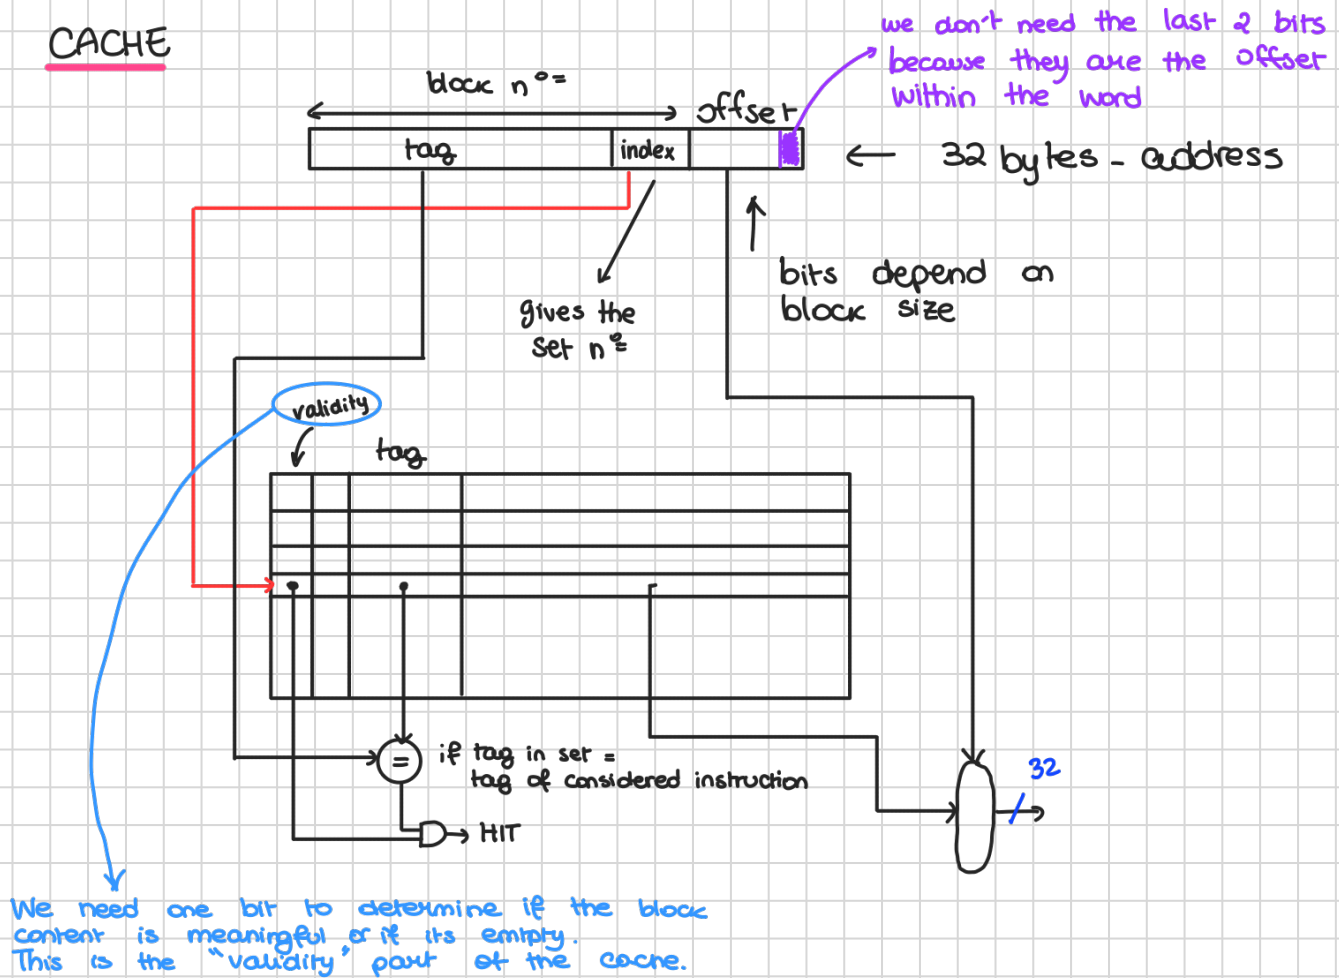 CACHE
we don't need the last 2 bits
because they are the offset
within the word
block nº=
offset
tag
index
32 bytes - address
bits depend on
block size
gives the
set nº=
validity
tag
=
if tag in set =
tag of considered instruction
HIT
32
We need one bit to determine if the block
content is meaningful or if its empty.
This is the "validity" part of the cache.